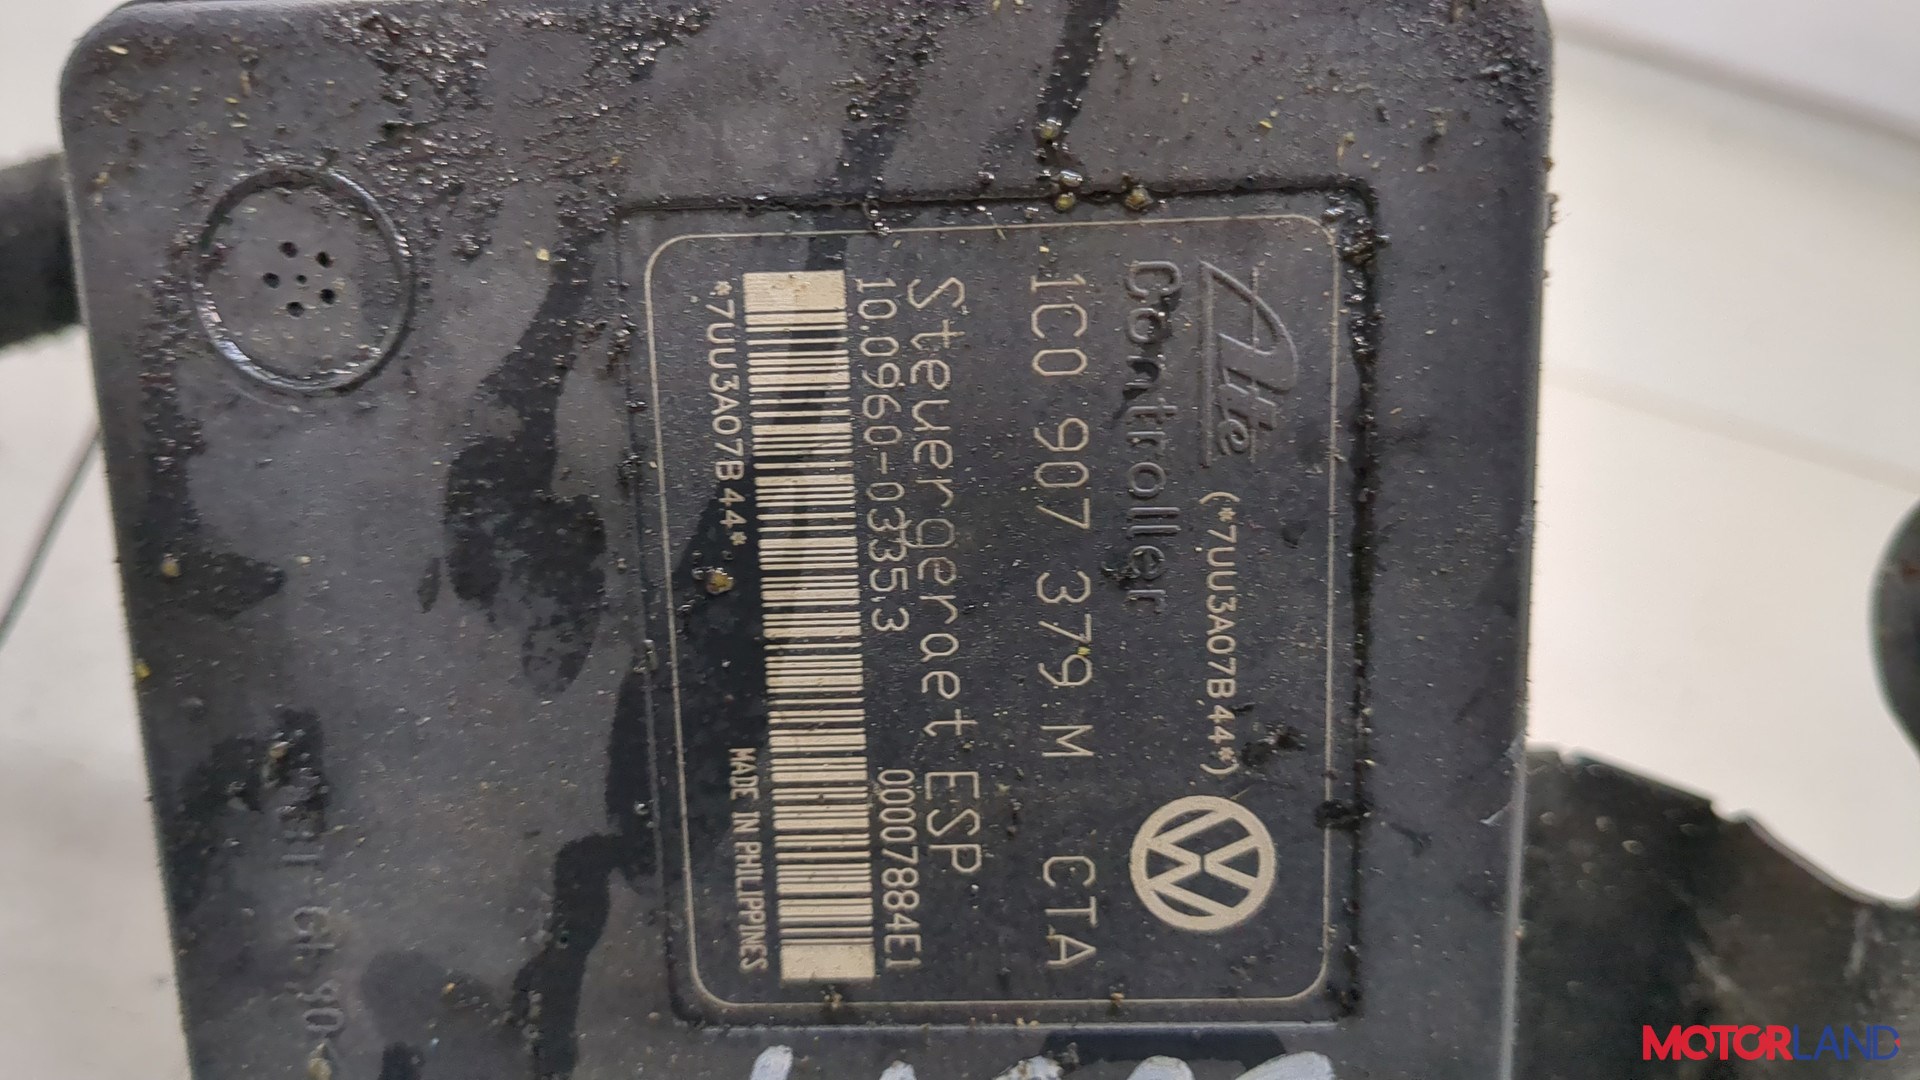 Ate (*7UU3A07B44*)
Controller
1C0 907 379 M CTA
Steuergeraet ESP
10.0960-0335.3 00007884E1
*7UU3A07B44*
MADE IN PHILIPPINES
MOTORLAND